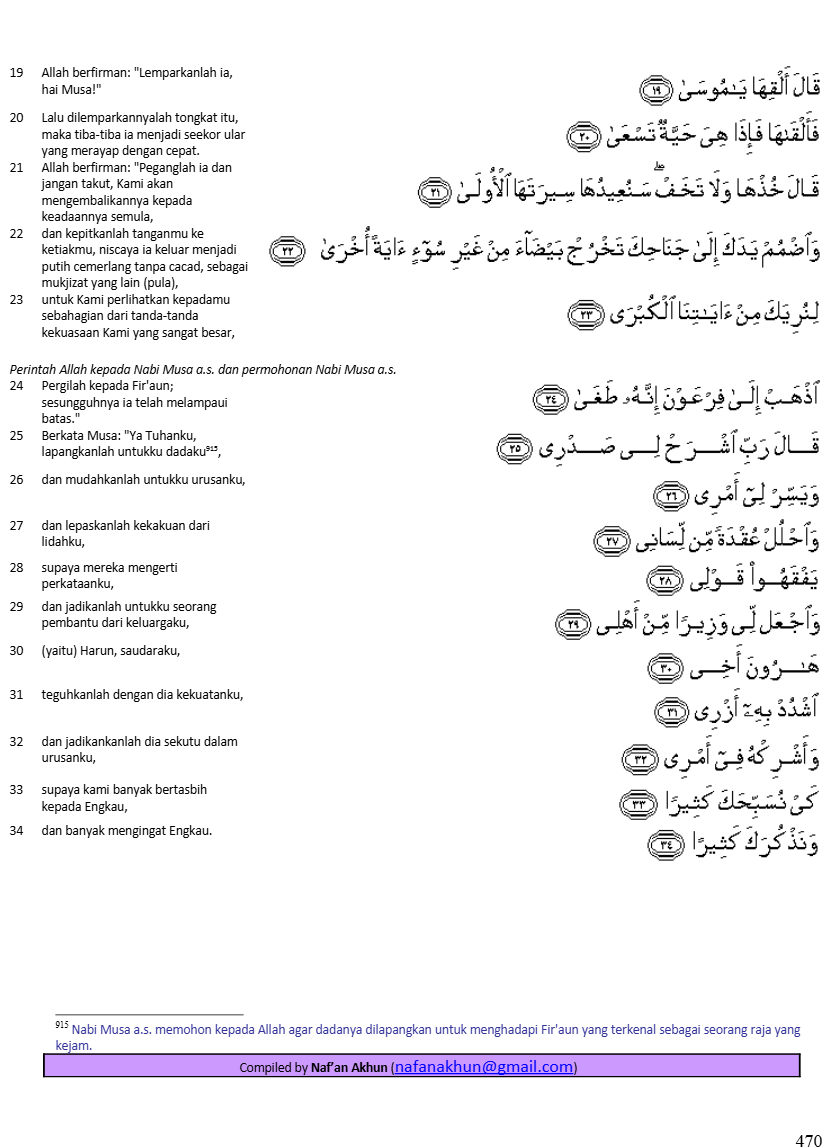 19 Allah berfirman: "Lemparkanlah ia,
hai Musa!"
قَالَ أَلْقِهَا يَـٰمُوسَىٰ ﴿١٩﴾
20 Lalu dilemparkannyalah tongkat itu,
maka tiba-tiba ia menjadi seekor ular
yang merayap dengan cepat.
فَأَلْقَىٰهَا فَإِذَا هِىَ حَيَّةٌ تَسْعَىٰ ﴿٢٠﴾
21 Allah berfirman: "Peganglah ia dan
jangan takut, Kami akan
mengembalikannya kepada
keadaannya semula,
قَالَ خُذْهَا وَلَا تَخَفْ ۖ سَنُعِيدُهَا سِيرَتَهَا ٱلْأُولَىٰ ﴿٢١﴾
22 dan kepitkanlah tanganmu ke
ketiakmu, niscaya ia keluar menjadi
putih cemerlang tanpa cacad, sebagai
mukjizat yang lain (pula),
وَٱضْمُمْ يَدَكَ إِلَىٰ جَنَاحِكَ تَخْرُجْ بَيْضَآءَ مِنْ غَيْرِ سُوٓءٍ ءَايَةً أُخْرَىٰ ﴿٢٢﴾
23 untuk Kami perlihatkan kepadamu
sebahagian dari tanda-tanda
kekuasaan Kami yang sangat besar,
لِنُرِيَكَ مِنْ ءَايَـٰتِنَا ٱلْكُبْرَى ﴿٢٣﴾
Perintah Allah kepada Nabi Musa a.s. dan permohonan Nabi Musa a.s.
24 Pergilah kepada Fir'aun;
sesungguhnya ia telah melampaui
batas."
ٱذْهَبْ إِلَىٰ فِرْعَوْنَ إِنَّهُۥ طَغَىٰ ﴿٢٤﴾
25 Berkata Musa: "Ya Tuhanku,
lapangkanlah untukku dadaku915,
قَالَ رَبِّ ٱشْرَحْ لِى صَدْرِى ﴿٢٥﴾
26 dan mudahkanlah untukku urusanku,
وَيَسِّرْ لِىٓ أَمْرِى ﴿٢٦﴾
27 dan lepaskanlah kekakuan dari
lidahku,
وَٱحْلُلْ عُقْدَةً مِّن لِّسَانِى ﴿٢٧﴾
28 supaya mereka mengerti
perkataanku,
يَفْقَهُوا۟ قَوْلِى ﴿٢٨﴾
29 dan jadikanlah untukku seorang
pembantu dari keluargaku,
وَٱجْعَل لِّى وَزِيرًا مِّنْ أَهْلِى ﴿٢٩﴾
30 (yaitu) Harun, saudaraku,
هَـٰرُونَ أَخِى ﴿٣٠﴾
31 teguhkanlah dengan dia kekuatanku,
ٱشْدُدْ بِهِۦٓ أَزْرِى ﴿٣١﴾
32 dan jadikankanlah dia sekutu dalam
urusanku,
وَأَشْرِكْهُ فِىٓ أَمْرِى ﴿٣٢﴾
33 supaya kami banyak bertasbih
kepada Engkau,
كَىْ نُسَبِّحَكَ كَثِيرًا ﴿٣٣﴾
34 dan banyak mengingat Engkau.
وَنَذْكُرَكَ كَثِيرًا ﴿٣٤﴾
915 Nabi Musa a.s. memohon kepada Allah agar dadanya dilapangkan untuk menghadapi Fir'aun yang terkenal sebagai seorang raja yang
kejam.
Compiled by Naf’an Akhun (nafanakhun@gmail.com)
470